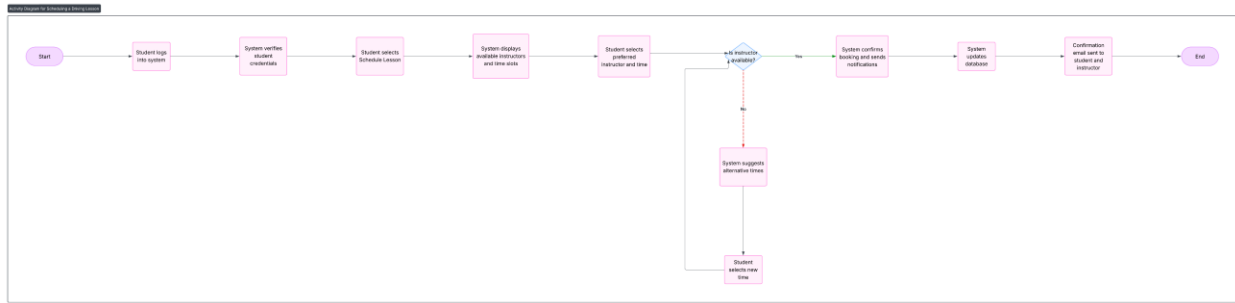 Activity Diagram for Scheduling a Driving Lesson
Start
Student logs
into system
System verifies
student
credentials
Student selects
Schedule Lesson
System displays
available instructors
and time slots
Student selects
preferred
instructor and time
Is instructor
available?
Yes
System confirms
booking and sends
notifications
System
updates
database
Confirmation
email sent to
student and
instructor
End
No
System suggests
alternative times
Student
selects new
time